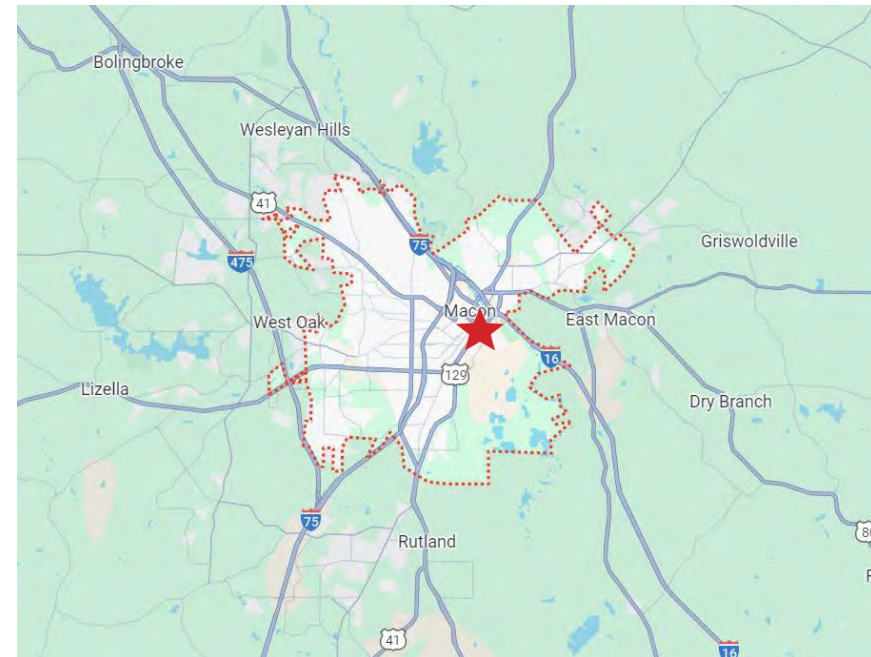 Bolingbroke
Wesleyan Hills
41
75
Griswoldville
475
Macon
West Oak
East Macon
16
129
Lizella
Dry Branch
75
80
Rutland
41
16